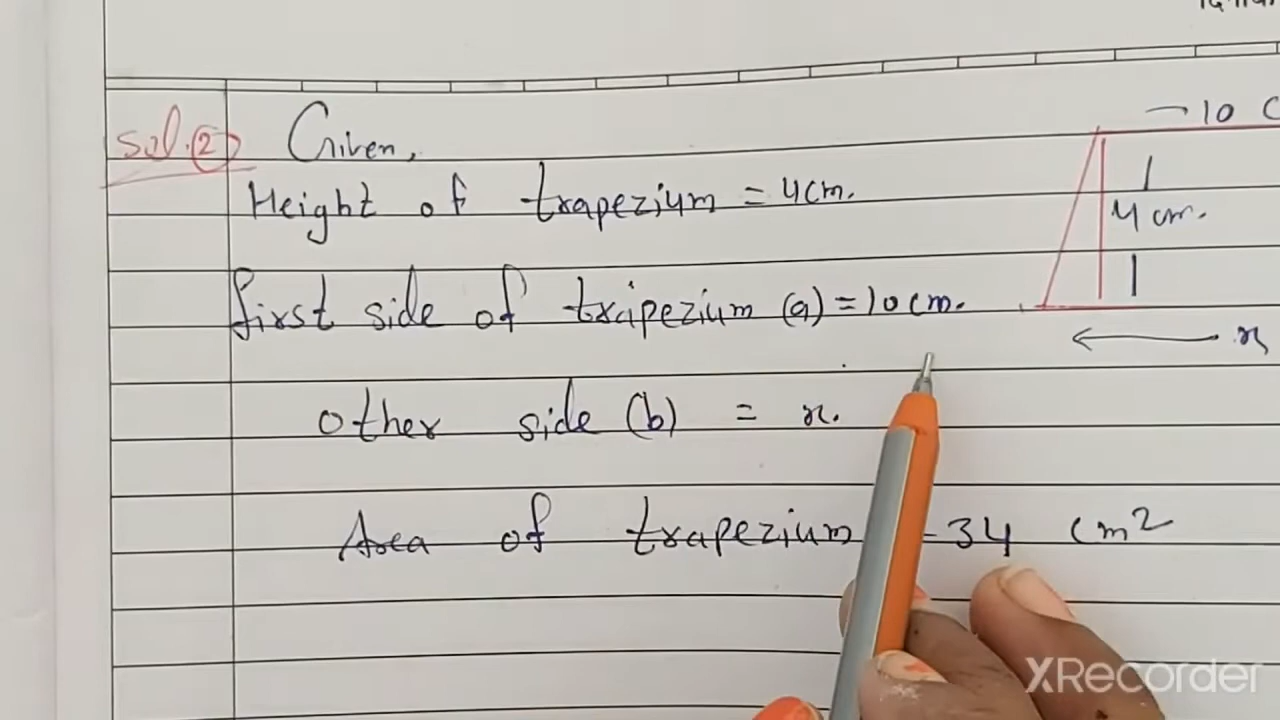 Sol.② Given,
Height of trapezium = 4cm.
first side of trapezium (a) = 10cm.
Other side (b) = x.
Area of trapezium 34 cm²
10 C
4 cm.
x
XRecorder